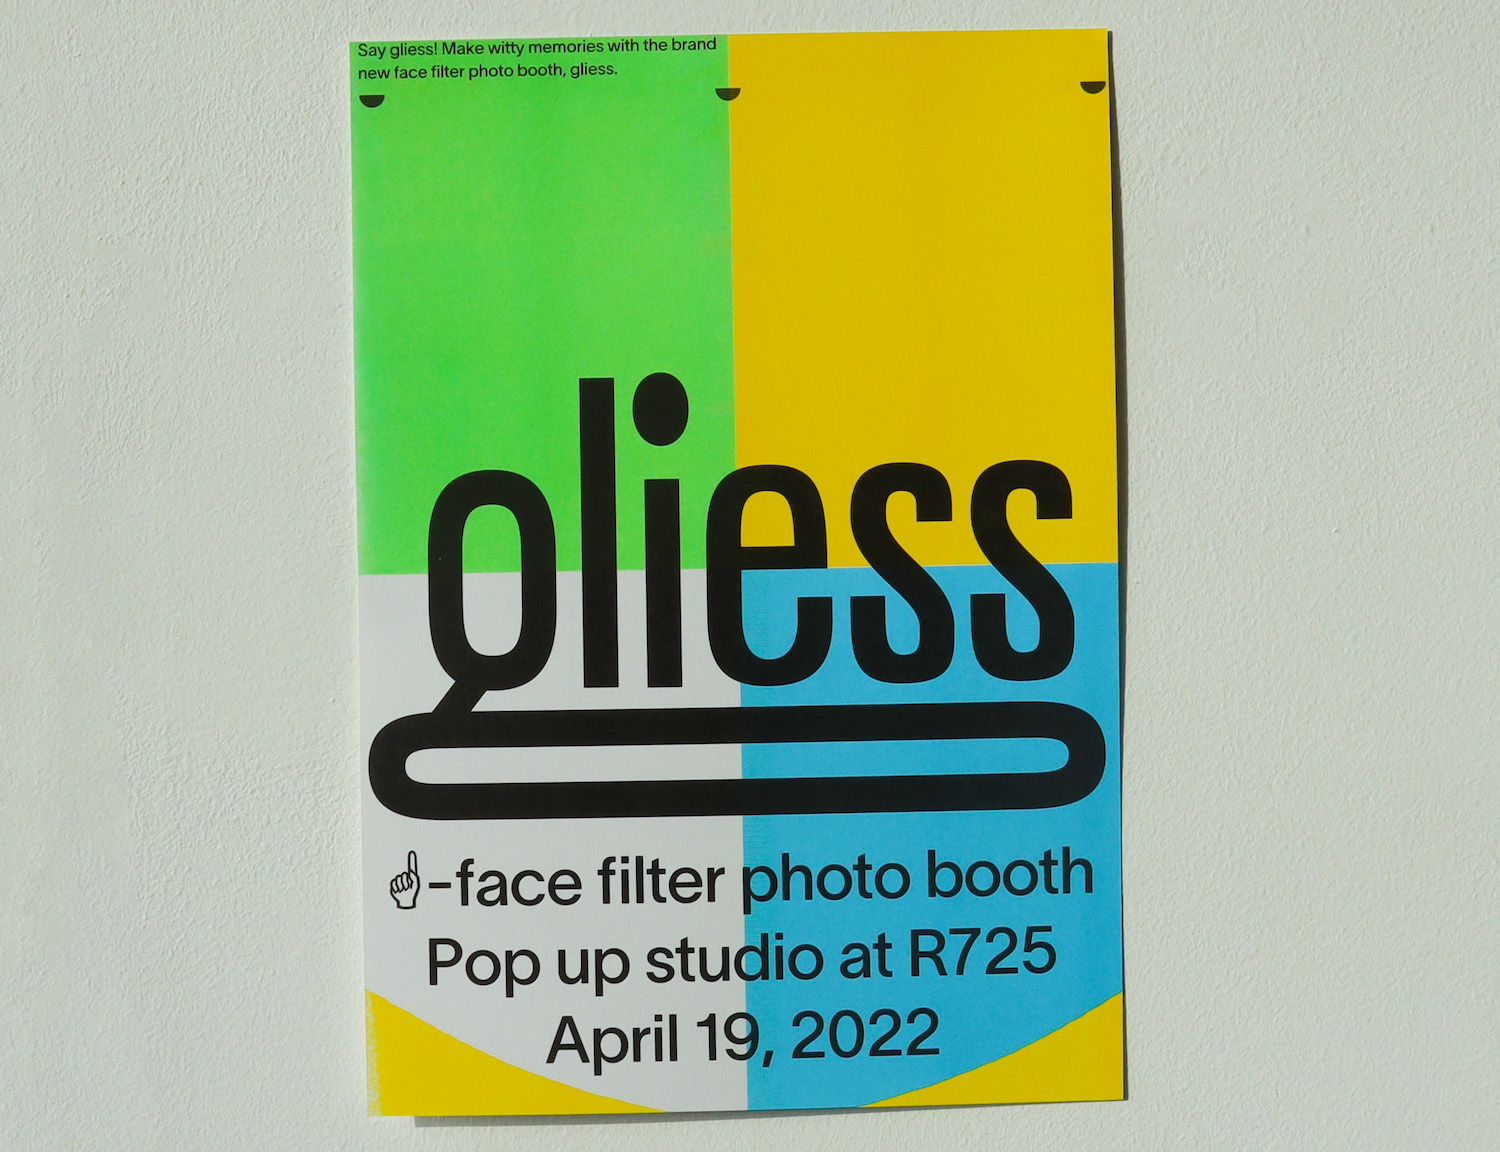 Say gliess! Make witty memories with the brand
new face filter photo booth, gliess.
gliess
☝-face filter photo booth
Pop up studio at R725
April 19, 2022